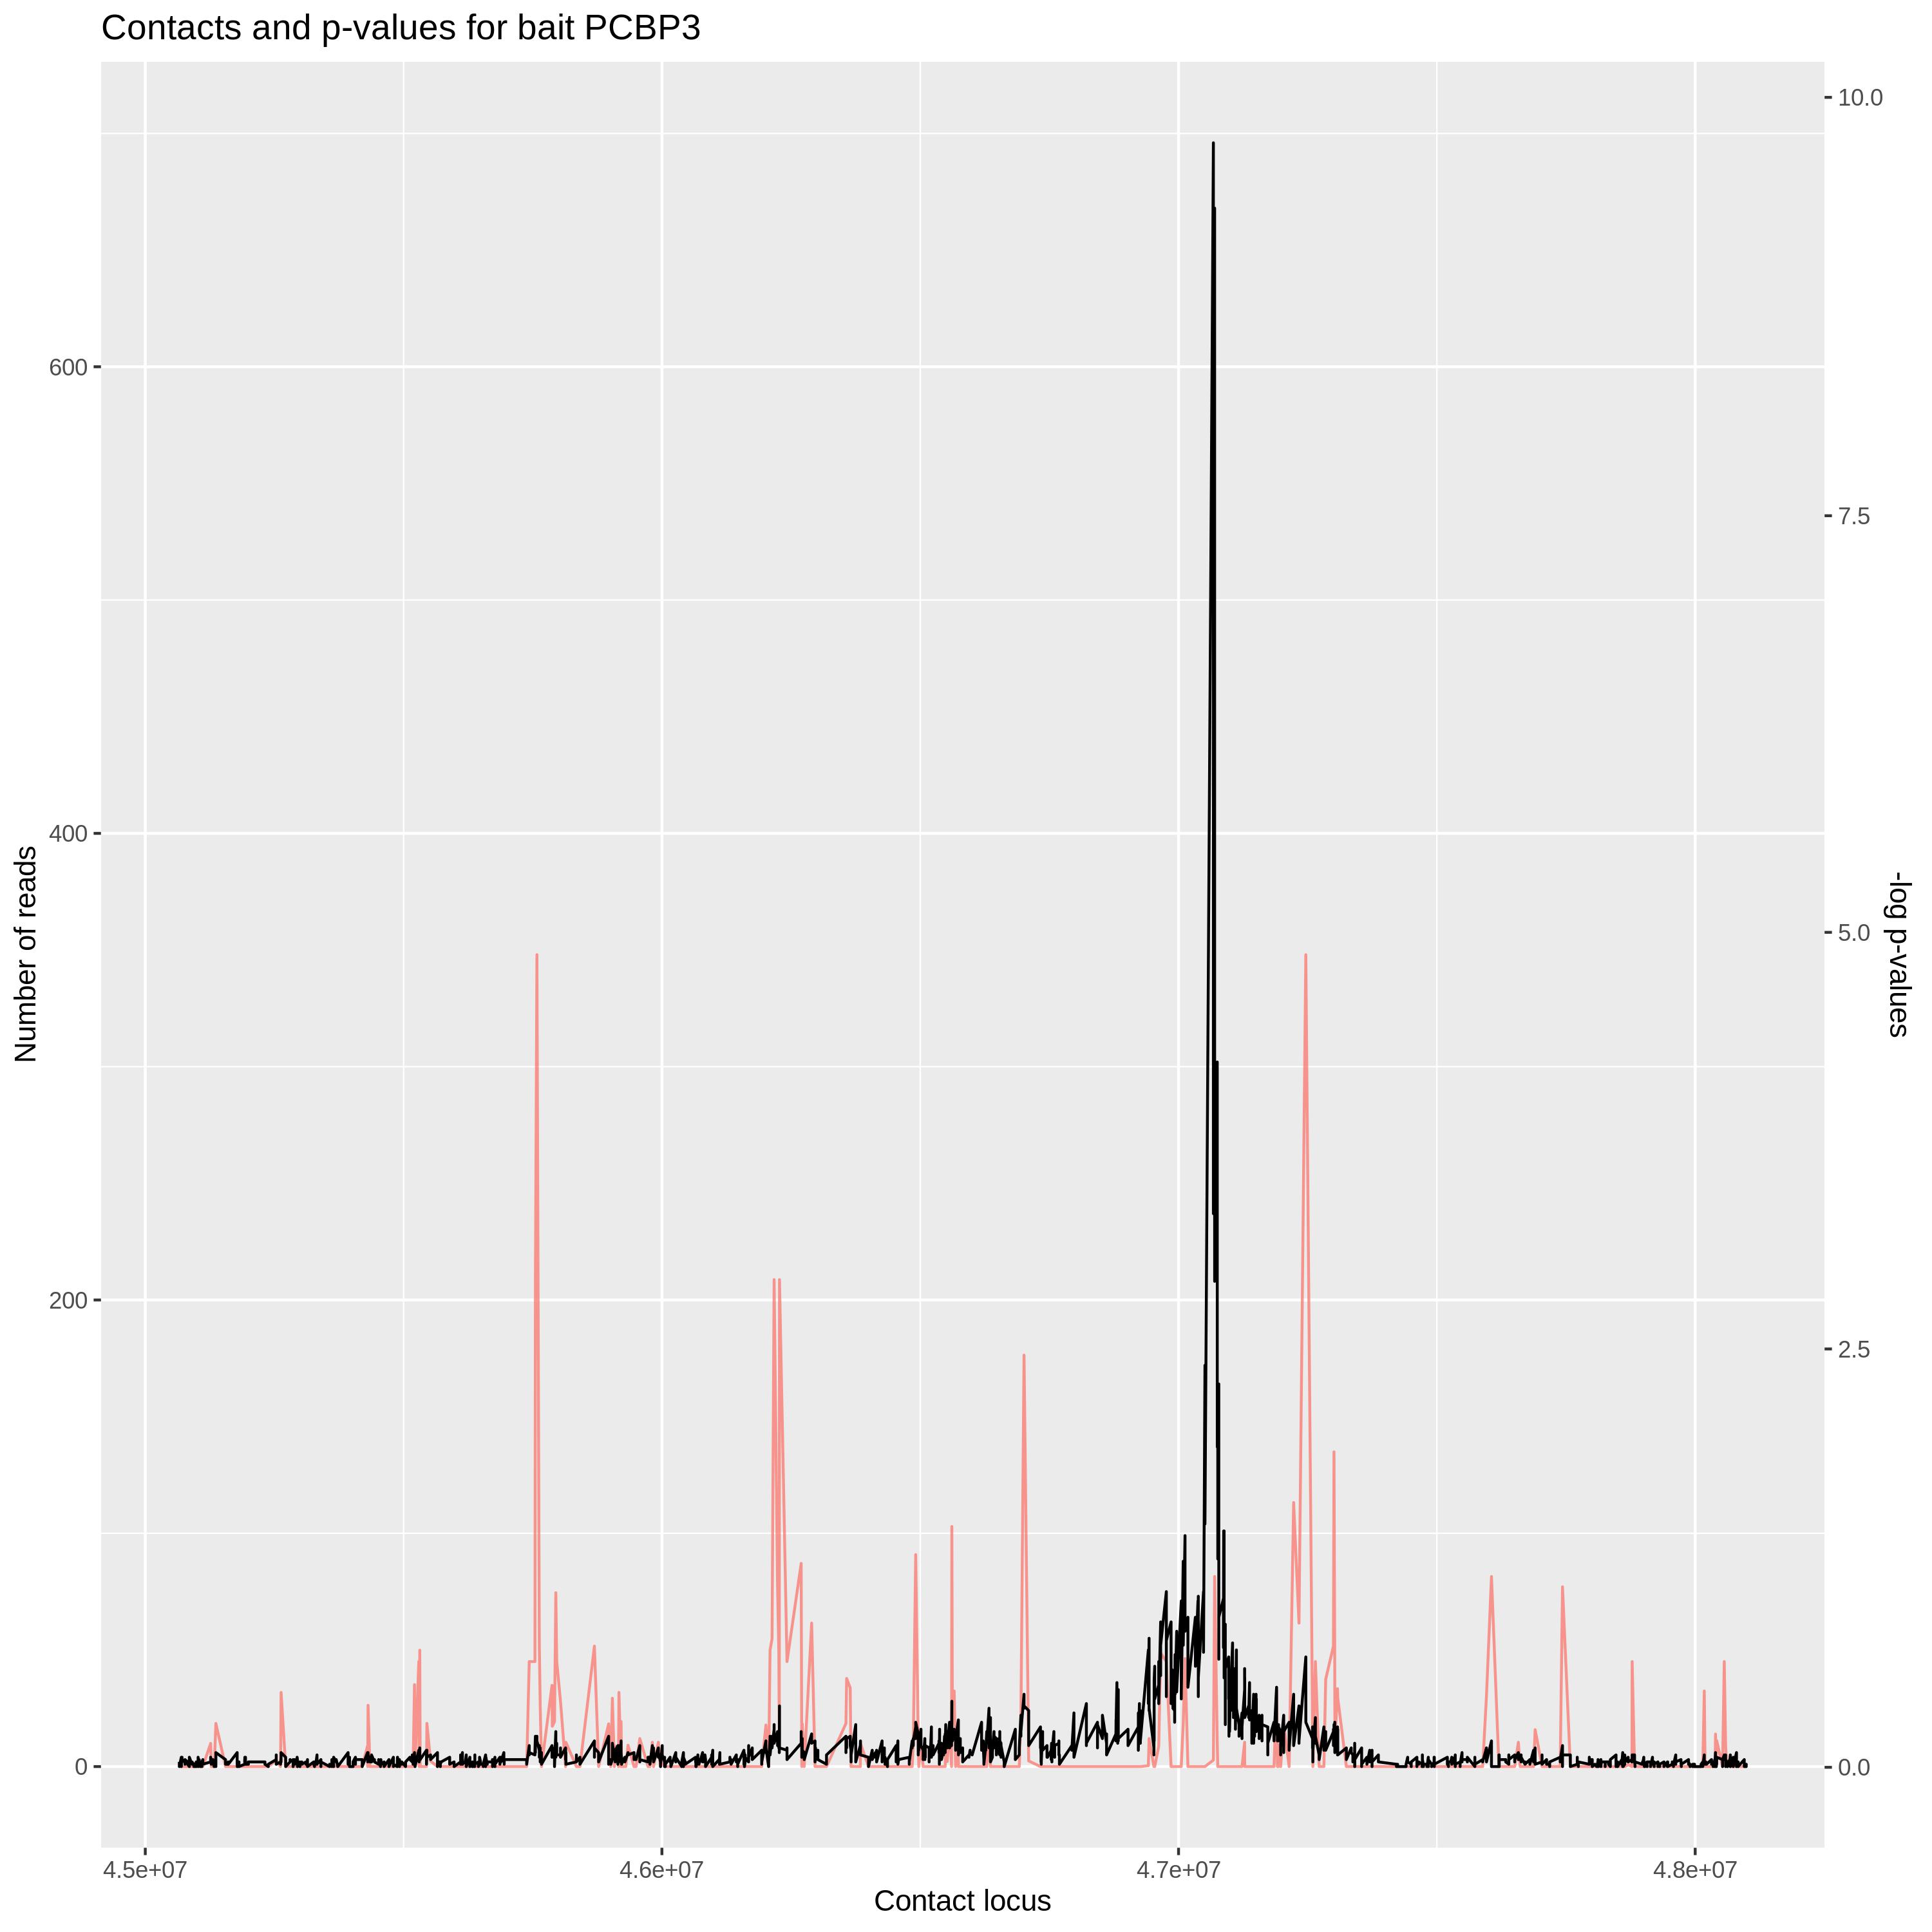 Contacts and p-values for bait PCBP3
10.0
600
7.5
400
Number of reads
5.0
-log p-values
200
2.5
0
0.0
4.5e+07 4.6e+07 4.7e+07 4.8e+07
Contact locus